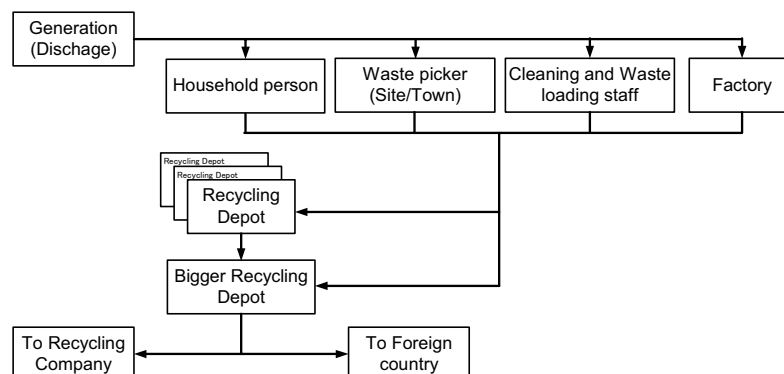 Generation
(Dischage)
Household person
Waste picker
(Site/Town)
Cleaning and Waste
loading staff
Factory
Recycling Depot
Recycling Depot
Recycling
Depot
Bigger Recycling
Depot
To Recycling
Company
To Foreign
country